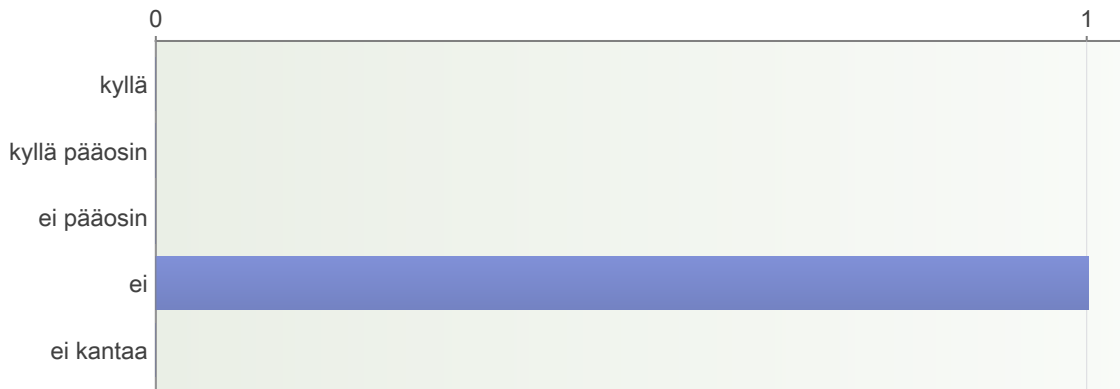 0 1
kyllä
kyllä pääosin
ei pääosin
ei
ei kantaa